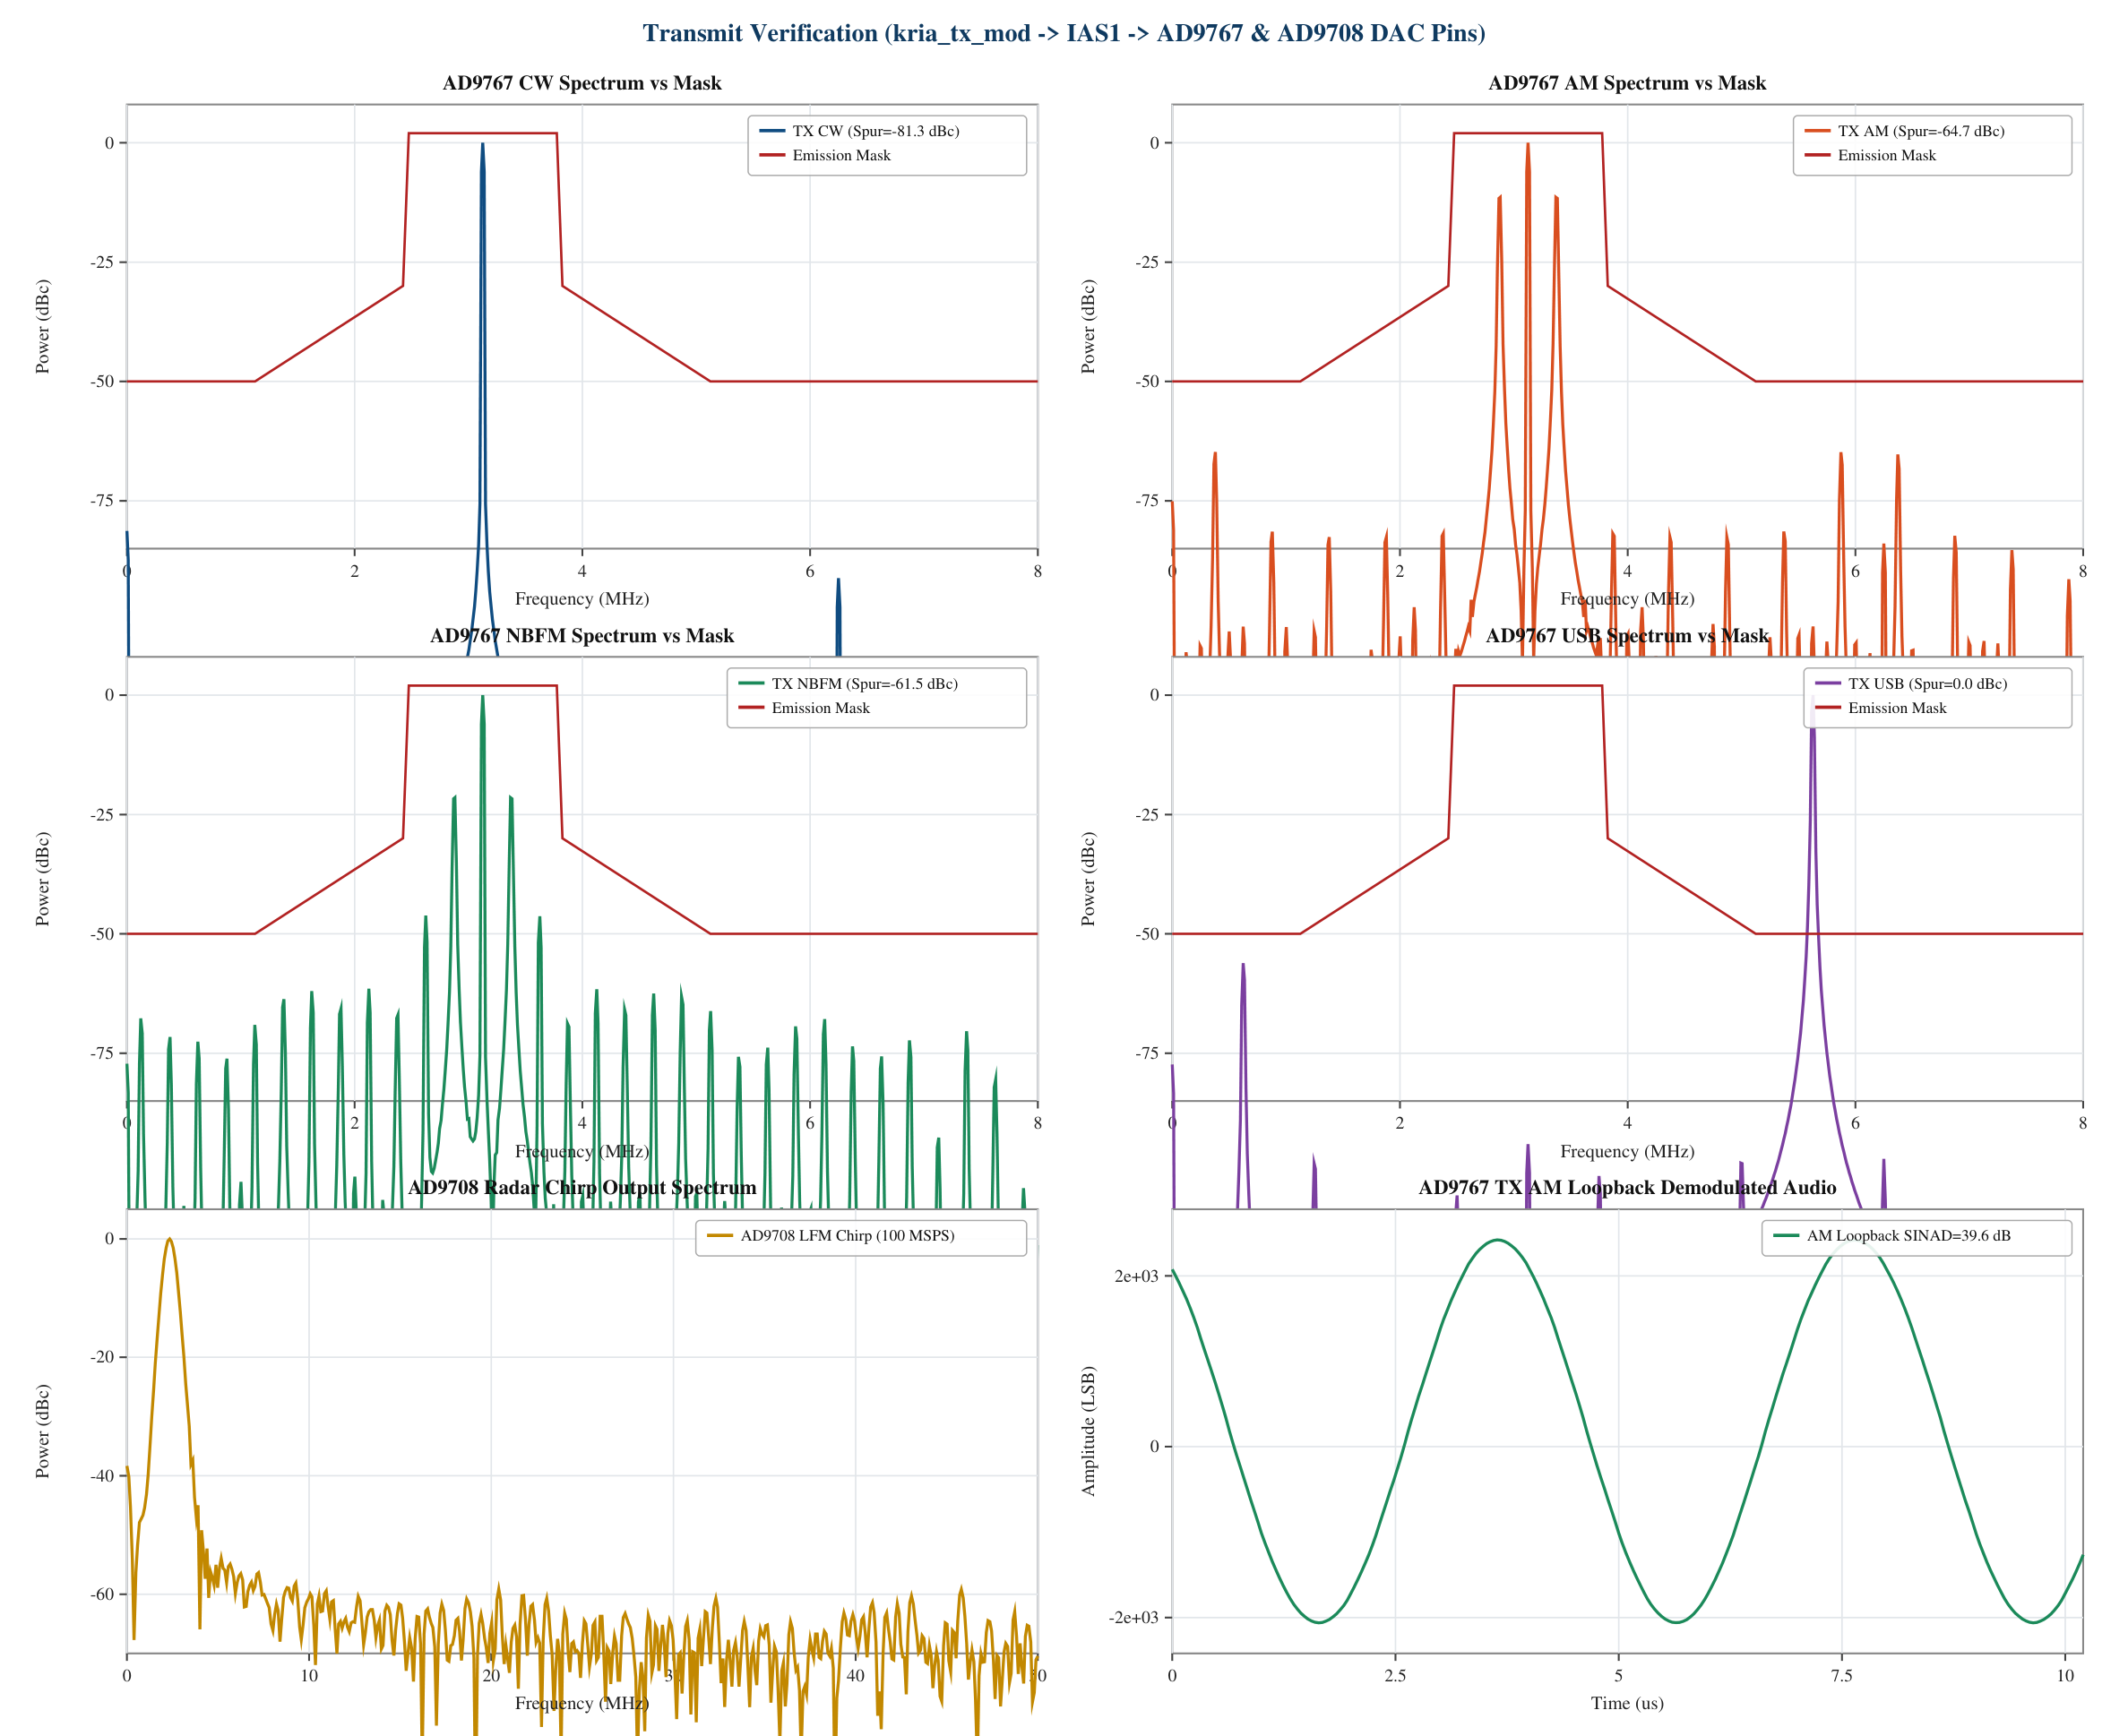 Transmit Verification (kria_tx_mod -> IAS1 -> AD9767 & AD9708 DAC Pins)
AD9767 CW Spectrum vs Mask
TX CW (Spur=-81.3 dBc)
Emission Mask
Power (dBc)
0
-25
-50
-75
0 2 4 6 8
Frequency (MHz)
AD9767 AM Spectrum vs Mask
TX AM (Spur=-64.7 dBc)
Emission Mask
Power (dBc)
0
-25
-50
-75
0 2 4 6 8
Frequency (MHz)
AD9767 NBFM Spectrum vs Mask
TX NBFM (Spur=-61.5 dBc)
Emission Mask
Power (dBc)
0
-25
-50
-75
0 2 4 6 8
Frequency (MHz)
AD9767 USB Spectrum vs Mask
TX USB (Spur=0.0 dBc)
Emission Mask
Power (dBc)
0
-25
-50
-75
0 2 4 6 8
Frequency (MHz)
AD9708 Radar Chirp Output Spectrum
AD9708 LFM Chirp (100 MSPS)
Power (dBc)
0
-20
-40
-60
0 10 20 30 40 50
Frequency (MHz)
AD9767 TX AM Loopback Demodulated Audio
AM Loopback SINAD=39.6 dB
Amplitude (LSB)
2e+03
0
-2e+03
0 2.5 5 7.5 10
Time (us)